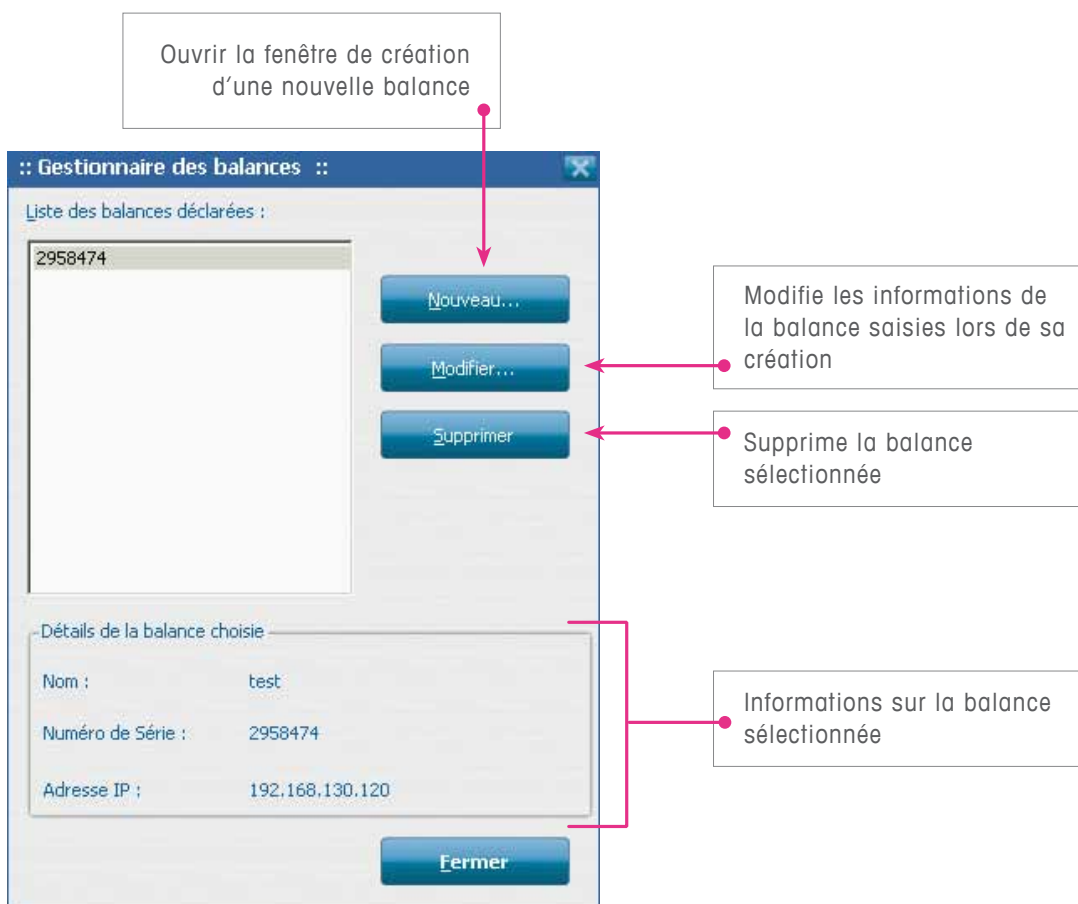 Ouvrir la fenêtre de création
d'une nouvelle balance
:: Gestionnaire des balances ::
Liste des balances déclarées :
2958474
Nouveau...
Modifier...
Supprimer
Modifie les informations de
la balance saisies lors de sa
création
Supprime la balance
sélectionnée
Détails de la balance choisie
Nom : test
Numéro de Série : 2958474
Adresse IP : 192.168.130.120
Informations sur la balance
sélectionnée
Fermer